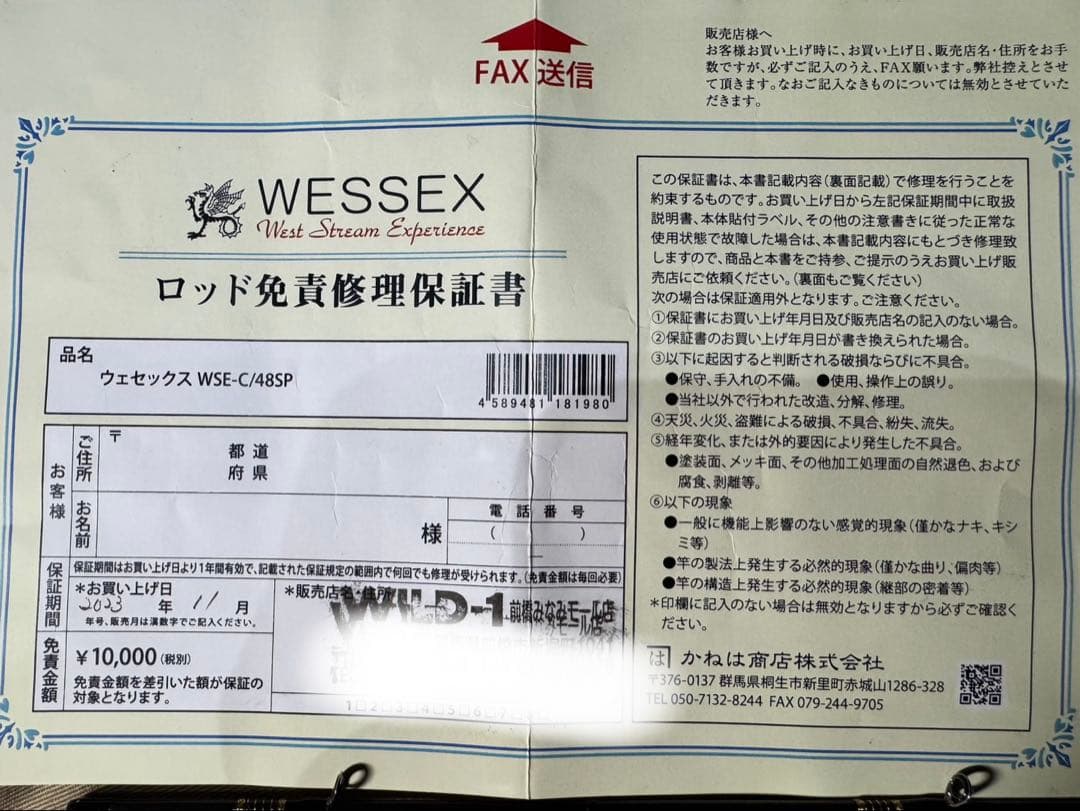 FAX 送信
販売店様へ
お客様お買い上げ時に、お買い上げ日、販売店名・住所をお手
数ですが、必ずご記入のうえ、FAX願います。弊社控えとさせ
て頂きます。なおご記入なきものについては無効とさせていた
だきます。
WESSEX
West Stream Experience
ロッド免責修理保証書
品名
ウェセックス WSE-C/48SP
4 589481 181980
お客様
ご住所
〒
都道
府県
お名前
様
電話番号
( )
保証期間
保証期間はお買い上げ日より1年間有効で、記載された保証規定の範囲内で何回でも修理が受けられます。(免責金額は毎回必要)
*お買い上げ日
2023 年 11 月
年号、販売月は漢数字でご記入ください。
*販売店名・住所
WILD-1 前橋みなみモール店
免責金額
￥10,000 (税別)
免責金額を差引いた額が保証の
対象となります。
1□2□3□4□5□6□7□
この保証書は、本書記載内容(裏面記載)で修理を行うことを
約束するものです。お買い上げ日から左記保証期間中に取扱
説明書、本体貼付ラベル、その他の注意書きに従った正常な
使用状態で故障した場合は、本書記載内容にもとづき修理致
しますので、商品と本書をご持参、ご提示のうえお買い上げ販
売店にご依頼ください。(裏面もご覧ください)
次の場合は保証適用外となります。ご注意ください。
①保証書にお買い上げ年月日及び販売店名の記入のない場合。
②保証書のお買い上げ年月日が書き換えられた場合。
③以下に起因すると判断される破損ならびに不具合。
●保守、手入れの不備。 ●使用、操作上の誤り。
●当社以外で行われた改造、分解、修理。
④天災、火災、盗難による破損、不具合、紛失、流失。
⑤経年変化、または外的要因により発生した不具合。
●塗装面、メッキ面、その他加工処理面の自然退色、および
腐食、剥離等。
⑥以下の現象
●一般に機能上影響のない感覚的現象(僅かなナキ、キシ
ミ等)
●竿の製法上発生する必然的現象(僅かな曲り、偏肉等)
●竿の構造上発生する必然的現象(継部の密着等)
*印欄に記入のない場合は無効となりますから必ずご確認く
ださい。
は かねは商店株式会社
〒376-0137 群馬県桐生市新里町赤城山1286-328
TEL 050-7132-8244 FAX 079-244-9705